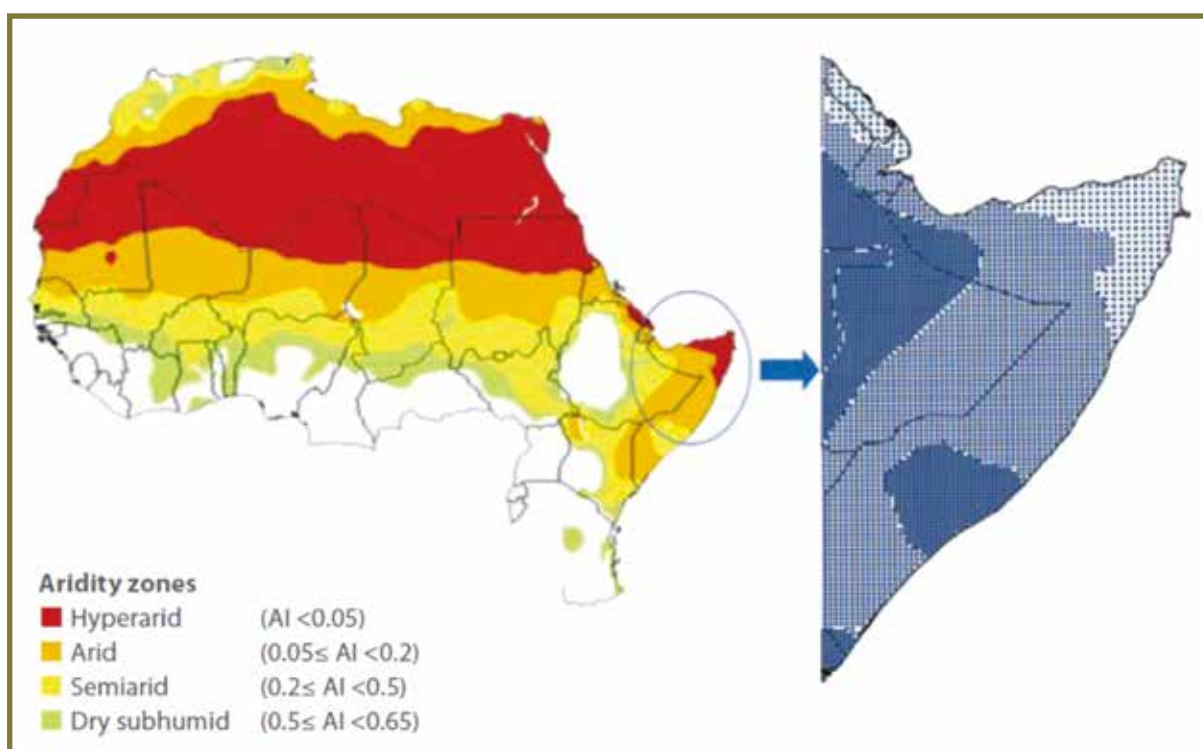 Aridity zones
Hyperarid (AI <0.05)
Arid (0.05≤ AI <0.2)
Semiarid (0.2≤ AI <0.5)
Dry subhumid (0.5≤ AI <0.65)